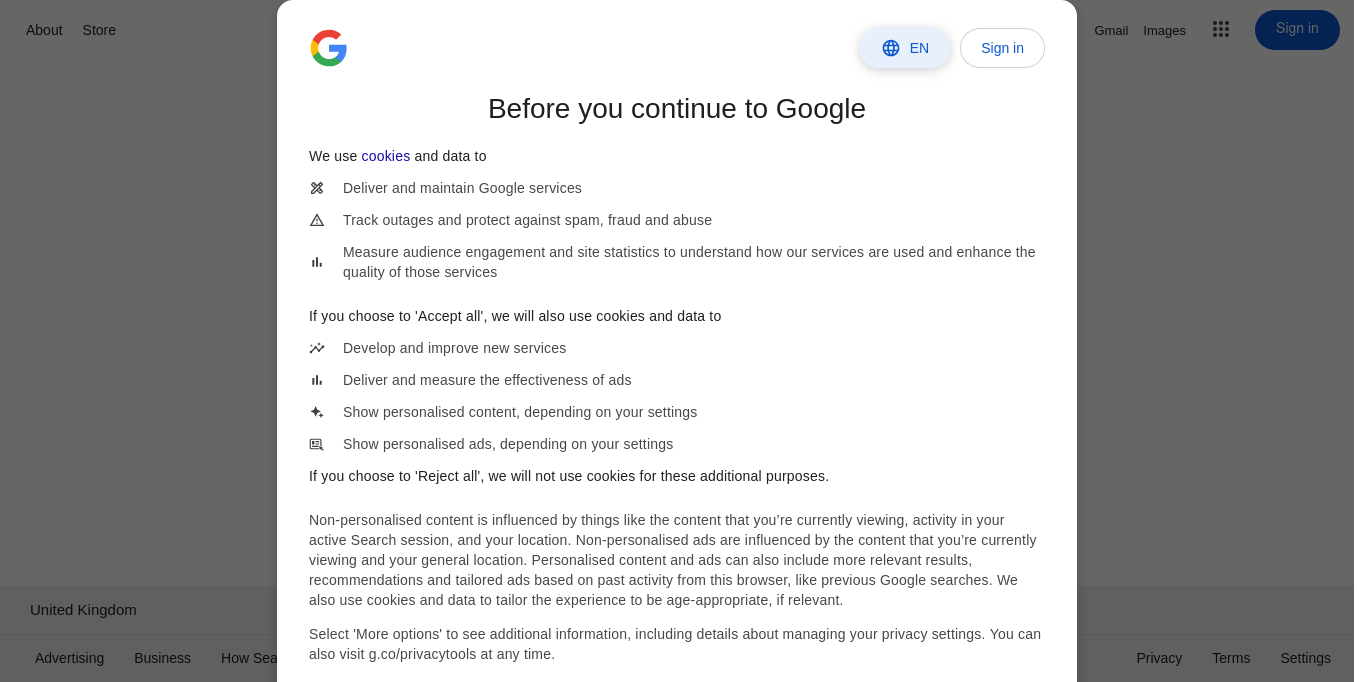 About Store
Gmail Images
Sign in
EN
Sign in
Before you continue to Google
We use cookies and data to
Deliver and maintain Google services
Track outages and protect against spam, fraud and abuse
Measure audience engagement and site statistics to understand how our services are used and enhance the
quality of those services
If you choose to 'Accept all', we will also use cookies and data to
Develop and improve new services
Deliver and measure the effectiveness of ads
Show personalised content, depending on your settings
Show personalised ads, depending on your settings
If you choose to 'Reject all', we will not use cookies for these additional purposes.
Non-personalised content is influenced by things like the content that you’re currently viewing, activity in your
active Search session, and your location. Non-personalised ads are influenced by the content that you’re currently
viewing and your general location. Personalised content and ads can also include more relevant results,
recommendations and tailored ads based on past activity from this browser, like previous Google searches. We
also use cookies and data to tailor the experience to be age-appropriate, if relevant.
Select 'More options' to see additional information, including details about managing your privacy settings. You can
also visit g.co/privacytools at any time.
United Kingdom
Advertising Business How Sea
Privacy Terms Settings